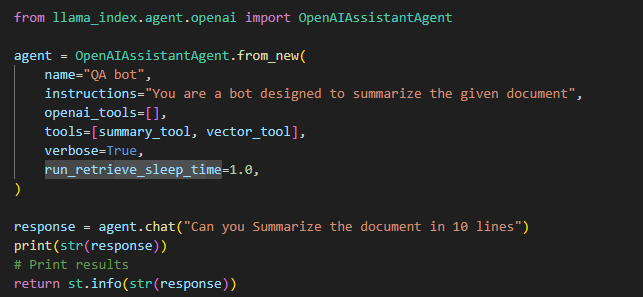 from llama_index.agent.openai import OpenAIAssistantAgent
agent = OpenAIAssistantAgent.from_new(
    name="QA bot",
    instructions="You are a bot designed to summarize the given document",
    openai_tools=[],
    tools=[summary_tool, vector_tool],
    verbose=True,
    run_retrieve_sleep_time=1.0,
)
response = agent.chat("Can you Summarize the document in 10 lines")
print(str(response))
# Print results
return st.info(str(response))